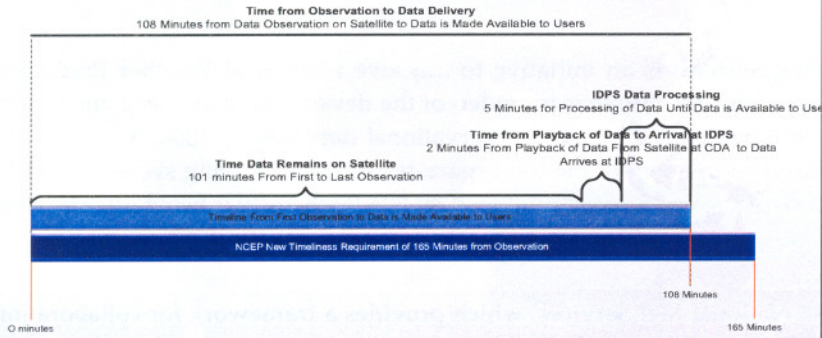 Time from Observation to Data Delivery
108 Minutes from Data Observation on Satellite to Data is Made Available to Users
IDPS Data Processing
5 Minutes for Processing of Data Until Data is Available to Use
Time from Playback of Data to Arrival at IDPS
2 Minutes From Playback of Data From Satellite at CDA to Data
Arrives at IDPS
Time Data Remains on Satellite
101 minutes From First to Last Observation
Timeline From First Observation to Data is Made Available to Users
NCEP New Timeliness Requirement of 165 Minutes from Observation
108 Minutes
O minutes
165 Minutes